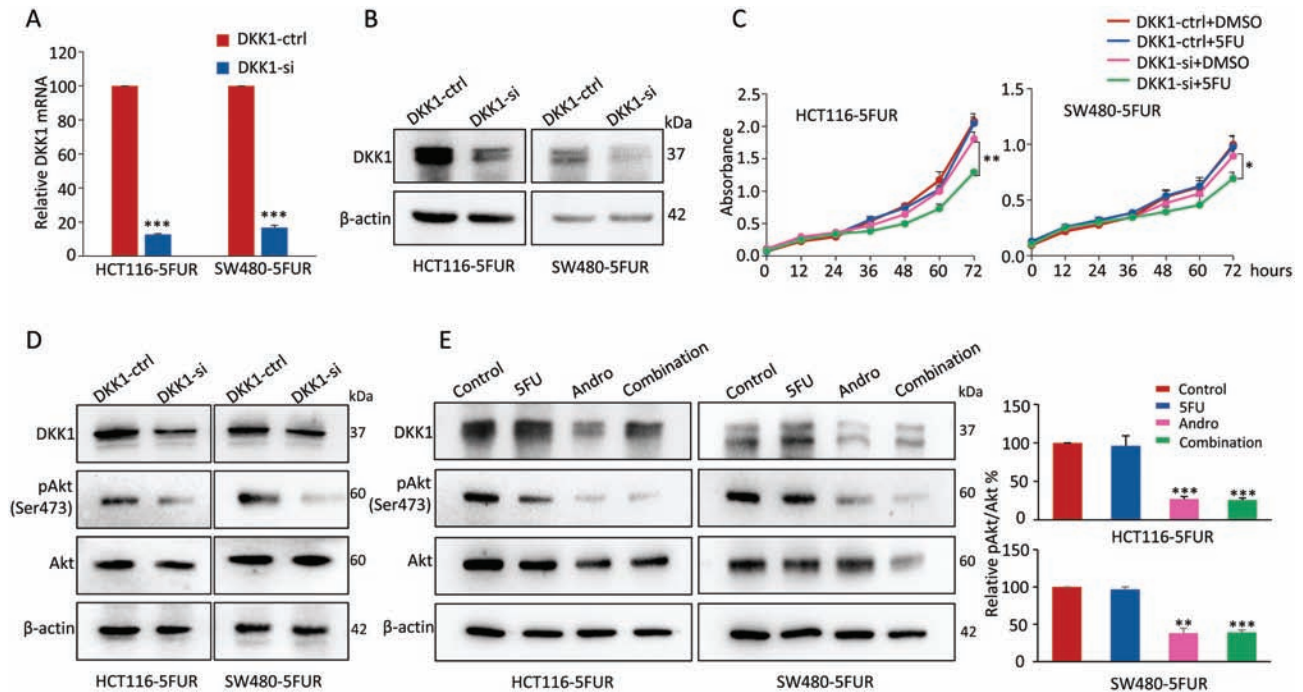 A
DKK1-ctrl
DKK1-si
Relative DKK1 mRNA
120
100
80
60
40
20
0
***
***
HCT116-5FUR
SW480-5FUR
B
DKK1-ctrl
DKK1-si
DKK1-ctrl
DKK1-si
kDa
DKK1
37
β-actin
42
HCT116-5FUR
SW480-5FUR
C
DKK1-ctrl+DMSO
DKK1-ctrl+5FU
DKK1-si+DMSO
DKK1-si+5FU
HCT116-5FUR
Absorbance
2.5
2.0
1.5
1.0
0.5
0.0
**
0 12 24 36 48 60 72
SW480-5FUR
1.5
1.0
0.5
0.0
*
0 12 24 36 48 60 72 hours
D
DKK1-ctrl
DKK1-si
DKK1-ctrl
DKK1-si
kDa
DKK1
37
pAkt
(Ser473)
60
Akt
60
β-actin
42
HCT116-5FUR
SW480-5FUR
E
Control
5FU
Andro
Combination
Control
5FU
Andro
Combination
kDa
DKK1
37
pAkt
(Ser473)
60
Akt
60
β-actin
42
HCT116-5FUR
SW480-5FUR
Control
5FU
Andro
Combination
Relative pAkt/Akt %
150
100
50
0
***
***
HCT116-5FUR
150
100
50
0
**
***
SW480-5FUR